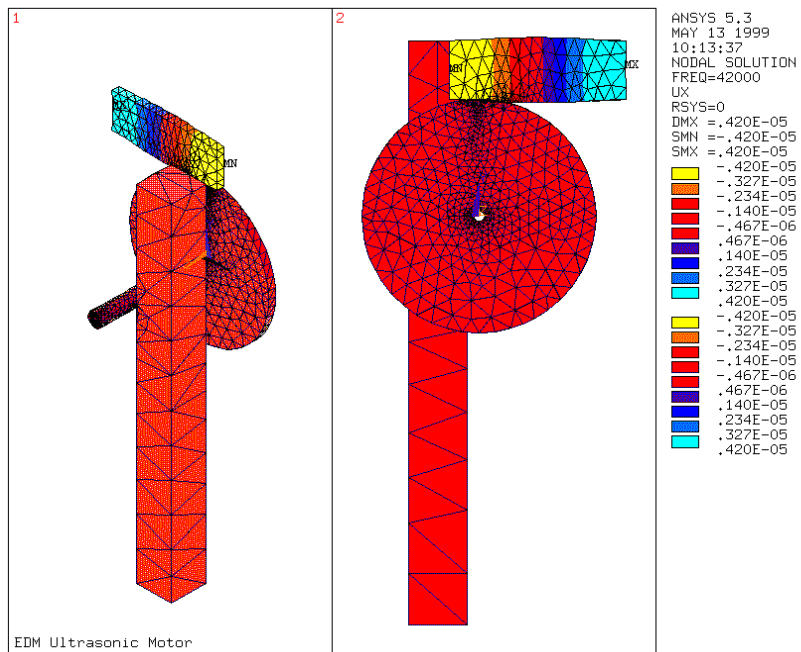 1
2
MX
MN
MN
MX
EDM Ultrasonic Motor
ANSYS 5.3
MAY 13 1999
10:13:37
NODAL SOLUTION
FREQ=42000
UX
RSYS=0
DMX =.420E-05
SMN =-.420E-05
SMX =.420E-05
-.420E-05
-.327E-05
-.234E-05
-.140E-05
-.467E-06
.467E-06
.140E-05
.234E-05
.327E-05
.420E-05
-.420E-05
-.327E-05
-.234E-05
-.140E-05
-.467E-06
.467E-06
.140E-05
.234E-05
.327E-05
.420E-05